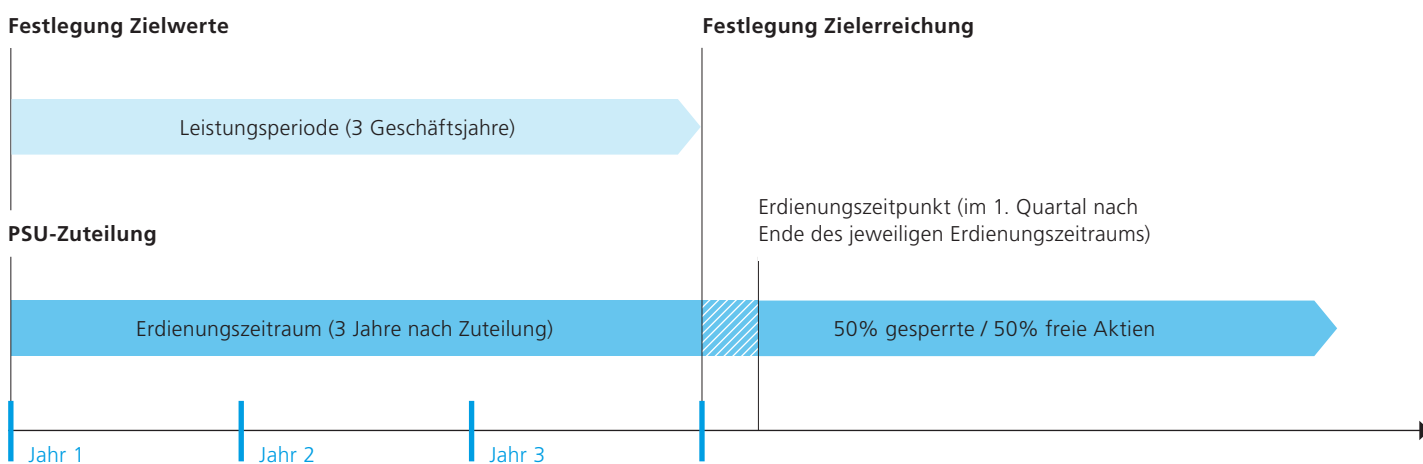 Festlegung Zielwerte
Festlegung Zielerreichung
Leistungsperiode (3 Geschäftsjahre)
Erdienungszeitpunkt (im 1. Quartal nach
Ende des jeweiligen Erdienungszeitraums)
PSU-Zuteilung
Erdienungszeitraum (3 Jahre nach Zuteilung)
50% gesperrte / 50% freie Aktien
Jahr 1
Jahr 2
Jahr 3